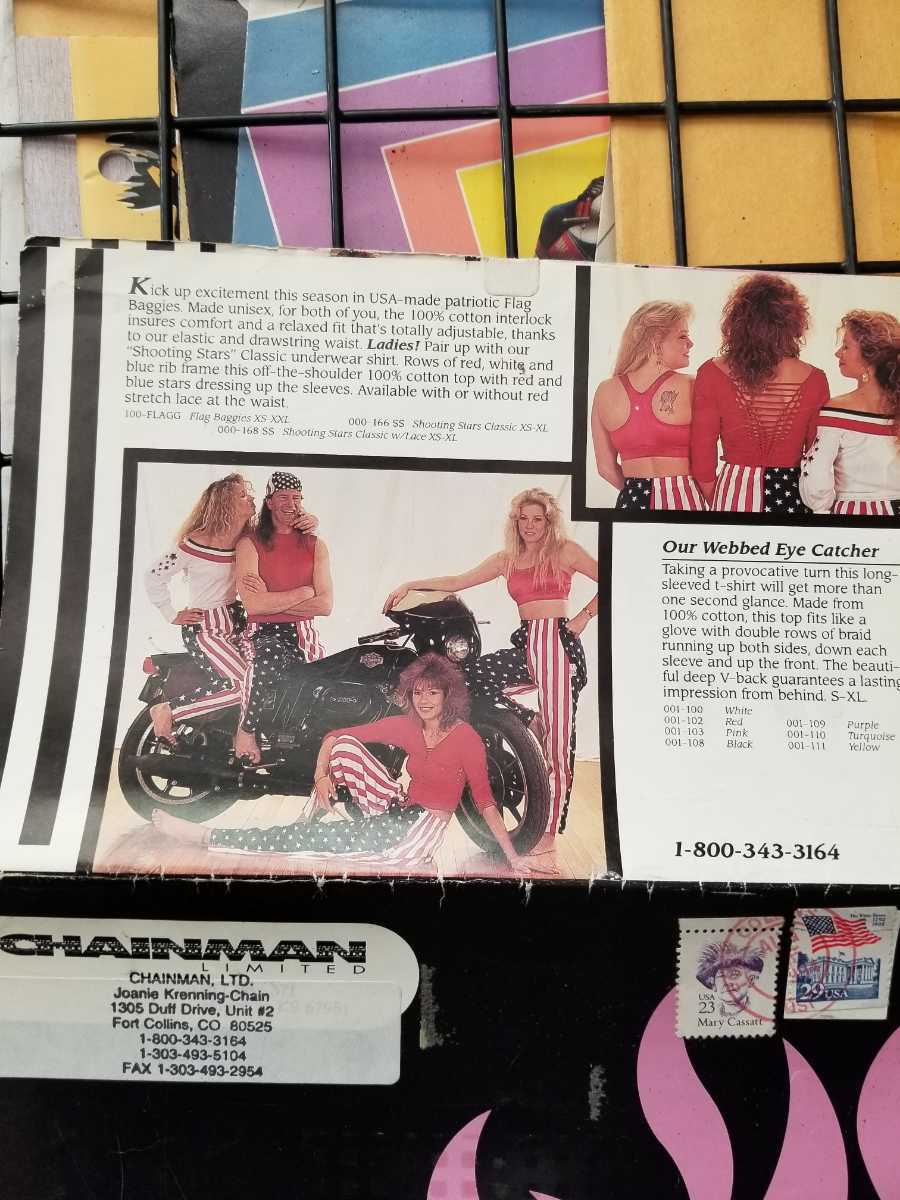 Kick up excitement this season in USA-made patriotic Flag
Baggies. Made unisex, for both of you, the 100% cotton interlock
insures comfort and a relaxed fit that's totally adjustable, thanks
to our elastic and drawstring waist. Ladies! Pair up with our
"Shooting Stars" Classic underwear shirt. Rows of red, white and
blue rib frame this off-the-shoulder 100% cotton top with red and
blue stars dressing up the sleeves. Available with or without red
stretch lace at the waist.
100-FLAGG Flag Baggies XS-XXL 000-166 SS Shooting Stars Classic XS-XL
000-168 SS Shooting Stars Classic w/Lace XS-XL
Our Webbed Eye Catcher
Taking a provocative turn this long-
sleeved t-shirt will get more than
one second glance. Made from
100% cotton, this top fits like a
glove with double rows of braid
running up both sides, down each
sleeve and up the front. The beauti-
ful deep V-back guarantees a lasting
impression from behind. S-XL.
001-100 White
001-102 Red 001-109 Purple
001-103 Pink 001-110 Turquoise
001-108 Black 001-111 Yellow
1-800-343-3164
CHAINMAN
LIMITED
CHAINMAN, LTD.
Joanie Krenning-Chain
1305 Duff Drive, Unit #2
Fort Collins, CO 80525
1-800-343-3164
1-303-493-5104
FAX 1-303-493-2954
USA
23
Mary Cassatt
The White House
29 USA